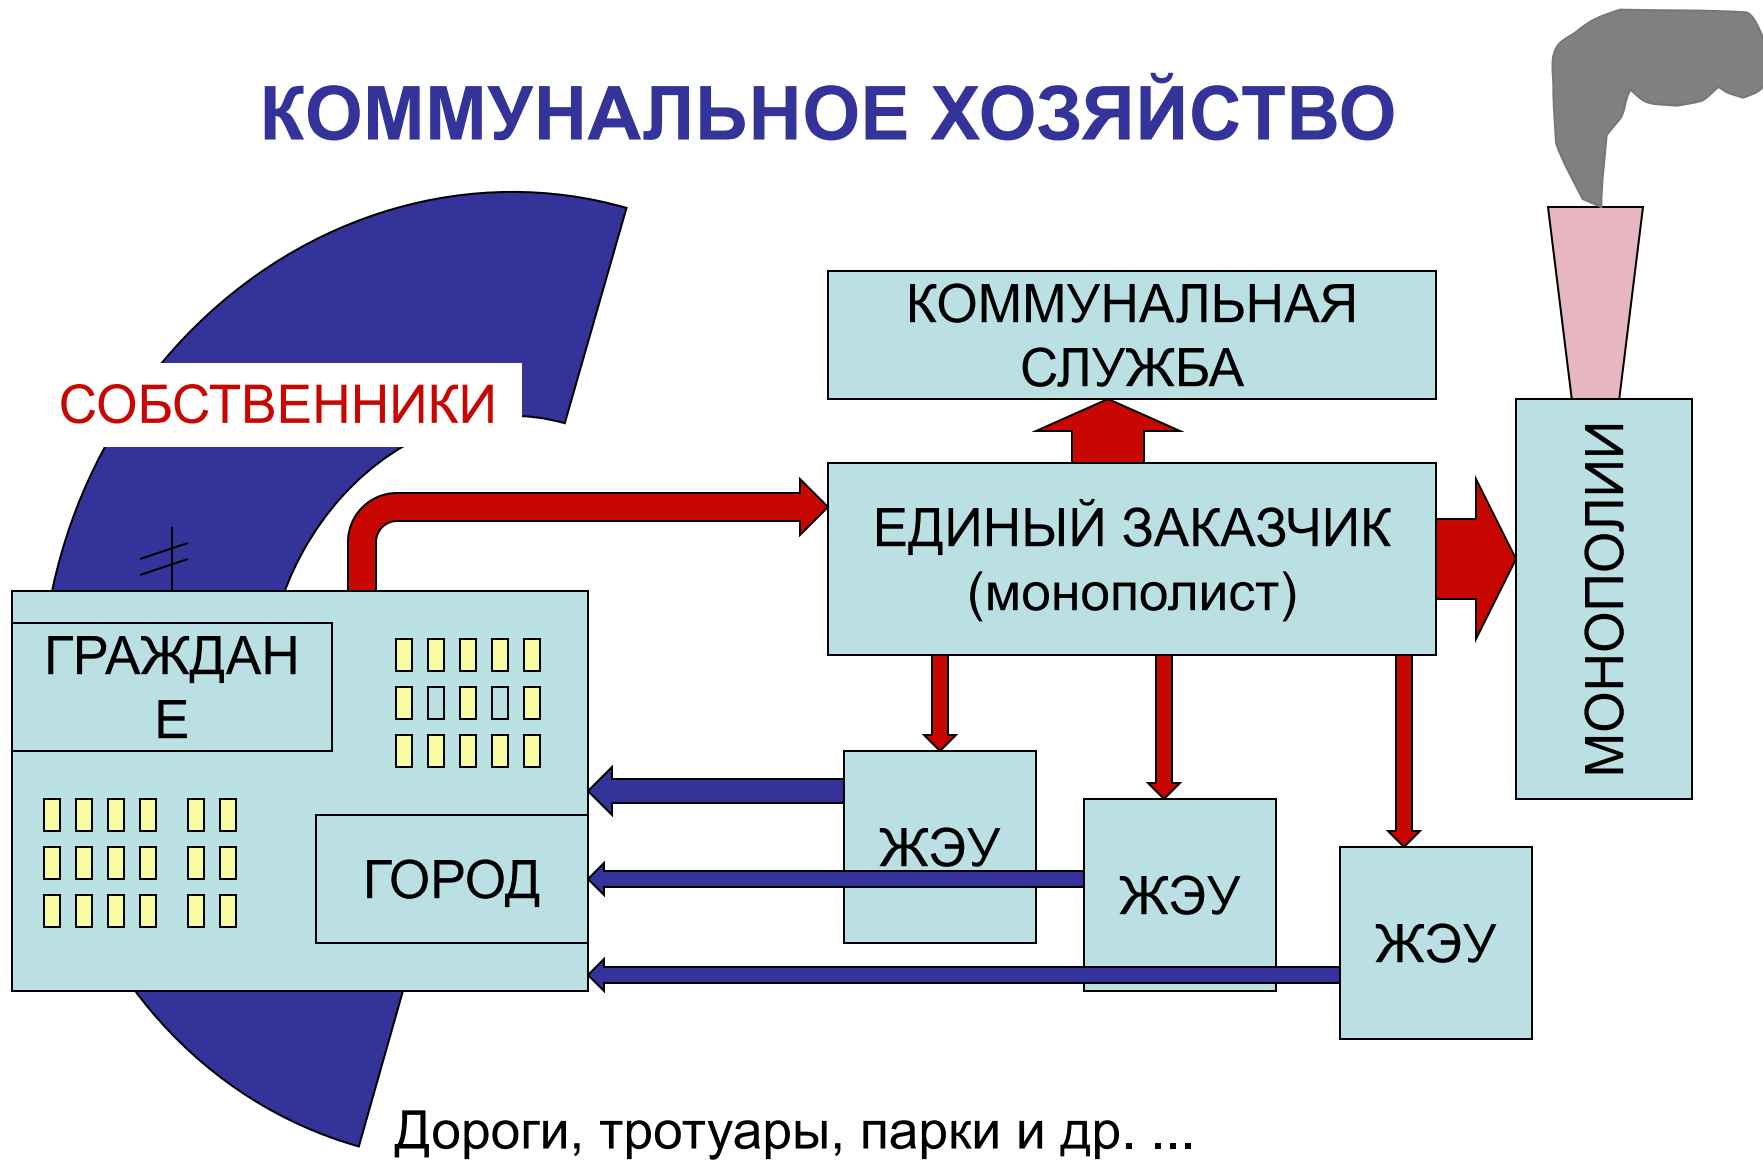 КОММУНАЛЬНОЕ ХОЗЯЙСТВО
КОММУНАЛЬНАЯ
СЛУЖБА
СОБСТВЕННИКИ
ЕДИНЫЙ ЗАКАЗЧИК
(монополист)
МОНОПОЛИИ
ГРАЖДАН
Е
ГОРОД
ЖЭУ
ЖЭУ
ЖЭУ
Дороги, тротуары, парки и др. ...